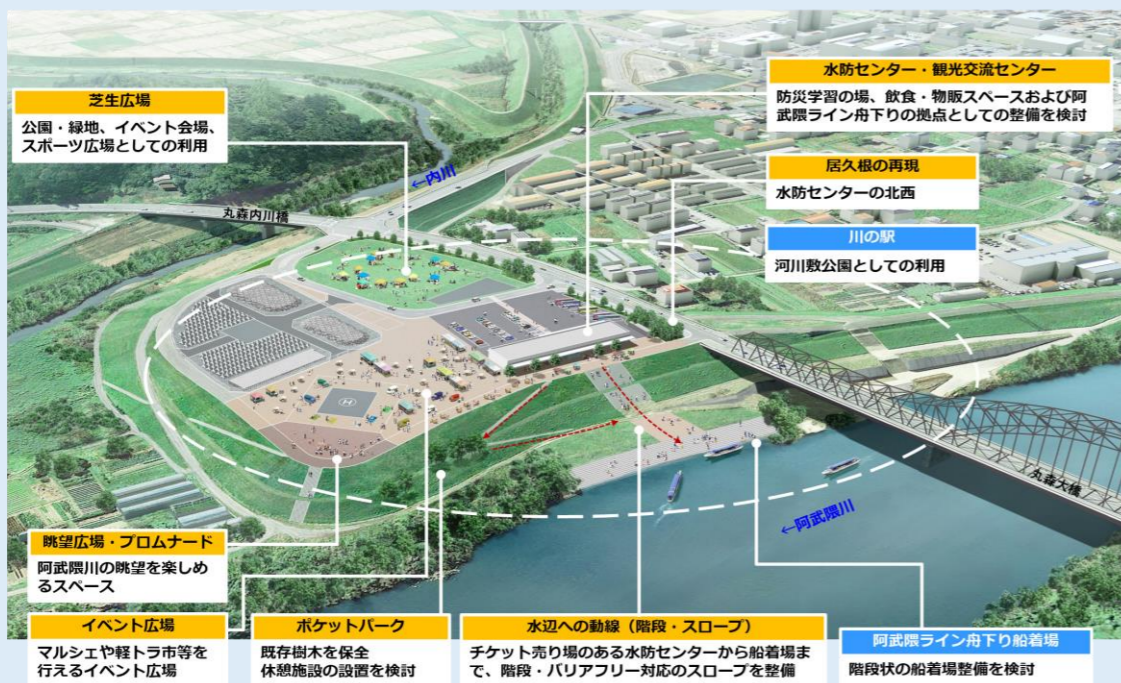 水防センター・観光交流センター
防災学習の場、飲食・物販スペースおよび阿
武隈ライン舟下りの拠点としての整備を検討
芝生広場
公園・緑地、イベント会場、
スポーツ広場としての利用
居久根の再現
水防センターの北西
←内川
丸森内川橋
川の駅
河川敷公園としての利用
H
丸森大橋
←阿武隈川
眺望広場・プロムナード
阿武隈川の眺望を楽しめ
るスペース
イベント広場
マルシェや軽トラ市等を
行えるイベント広場
ポケットパーク
既存樹木を保全
休憩施設の設置を検討
水辺への動線（階段・スロープ）
チケット売り場のある水防センターから船着場ま
で、階段・バリアフリー対応のスロープを整備
阿武隈ライン舟下り船着場
階段状の船着場整備を検討